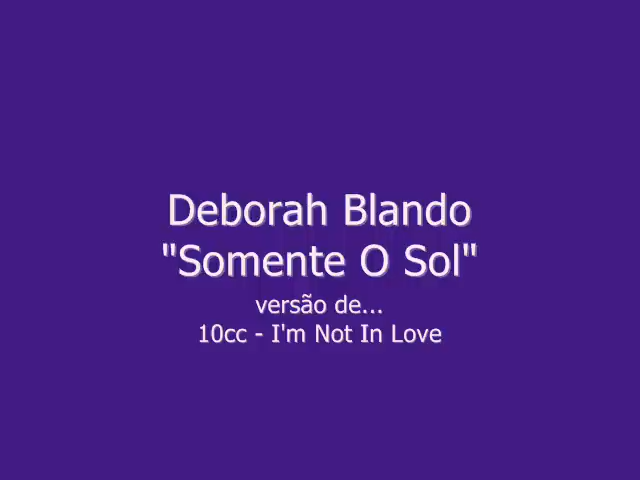 Deborah Blando
"Somente O Sol"
versão de...
10cc - I'm Not In Love